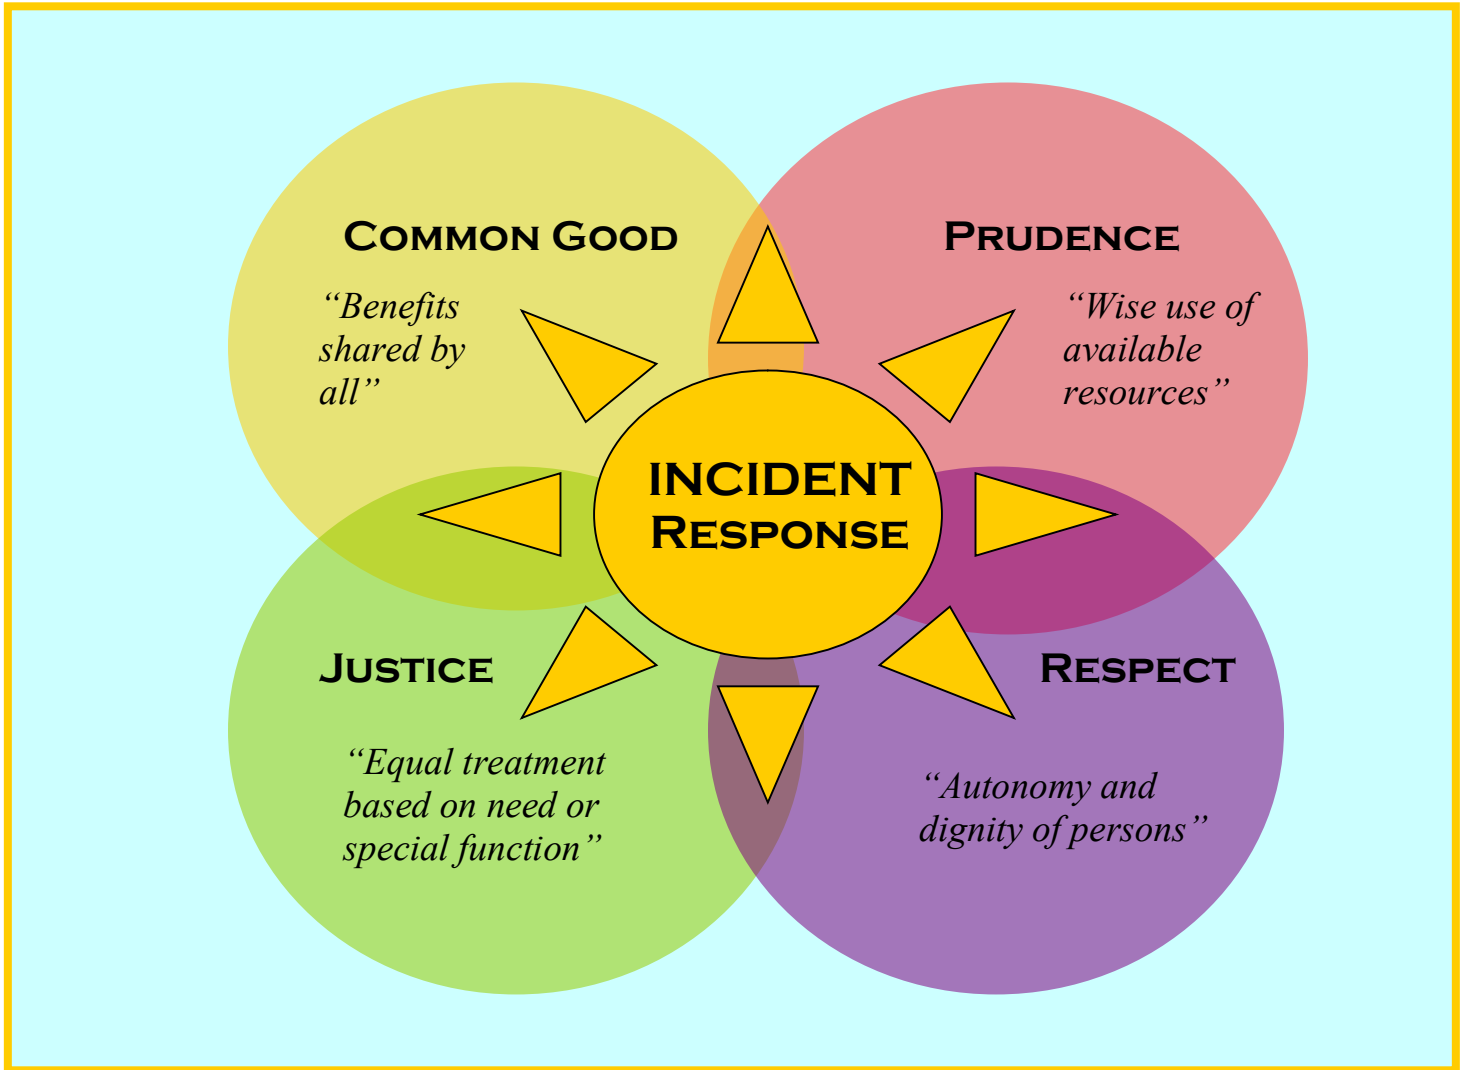 COMMON GOOD
“Benefits
shared by
all”
PRUDENCE
“Wise use of
available
resources”
INCIDENT
RESPONSE
JUSTICE
“Equal treatment
based on need or
special function”
RESPECT
“Autonomy and
dignity of persons”